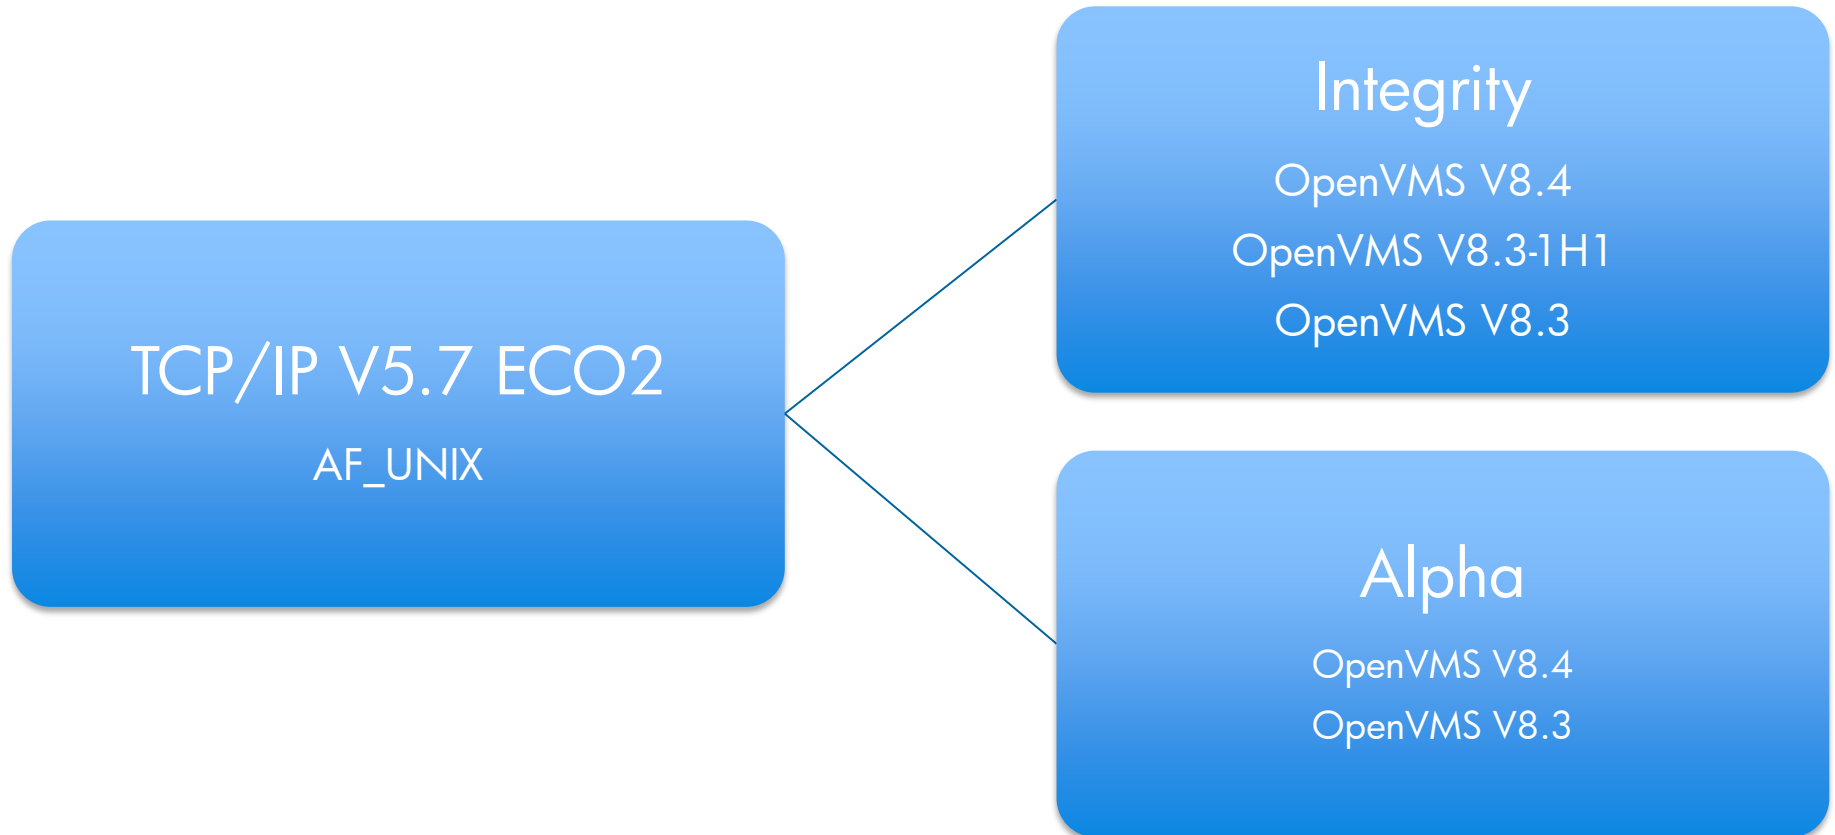 TCP/IP V5.7 ECO2
AF_UNIX
Integrity
OpenVMS V8.4
OpenVMS V8.3-1H1
OpenVMS V8.3
Alpha
OpenVMS V8.4
OpenVMS V8.3